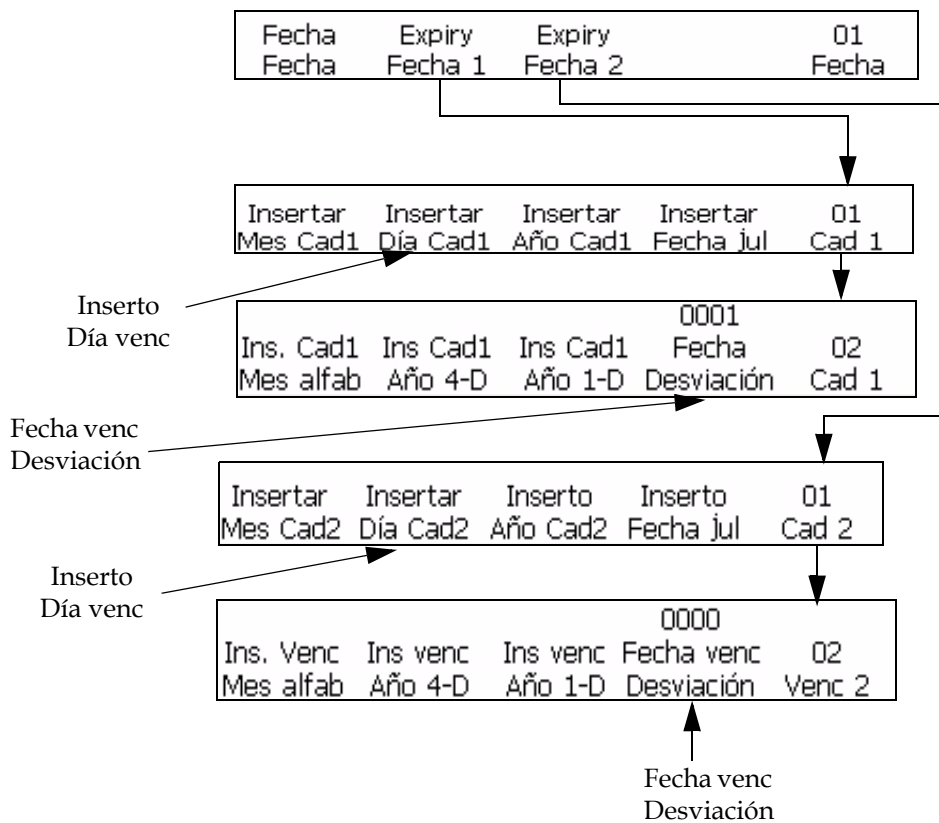 Fecha Expiry Expiry 01
Fecha Fecha 1 Fecha 2 Fecha
Insertar Insertar Insertar Insertar 01
Mes Cad1 Día Cad1 Año Cad1 Fecha jul Cad 1
Inserto
Día venc
0001
Ins. Cad1 Ins Cad1 Ins Cad1 Fecha 02
Mes alfab Año 4-D Año 1-D Desviación Cad 1
Fecha venc
Desviación
Insertar Insertar Inserto Inserto 01
Mes Cad2 Día Cad2 Año Cad2 Fecha jul Cad 2
Inserto
Día venc
0000
Ins. Venc Ins venc Ins venc Fecha venc 02
Mes alfab Año 4-D Año 1-D Desviación Venc 2
Fecha venc
Desviación